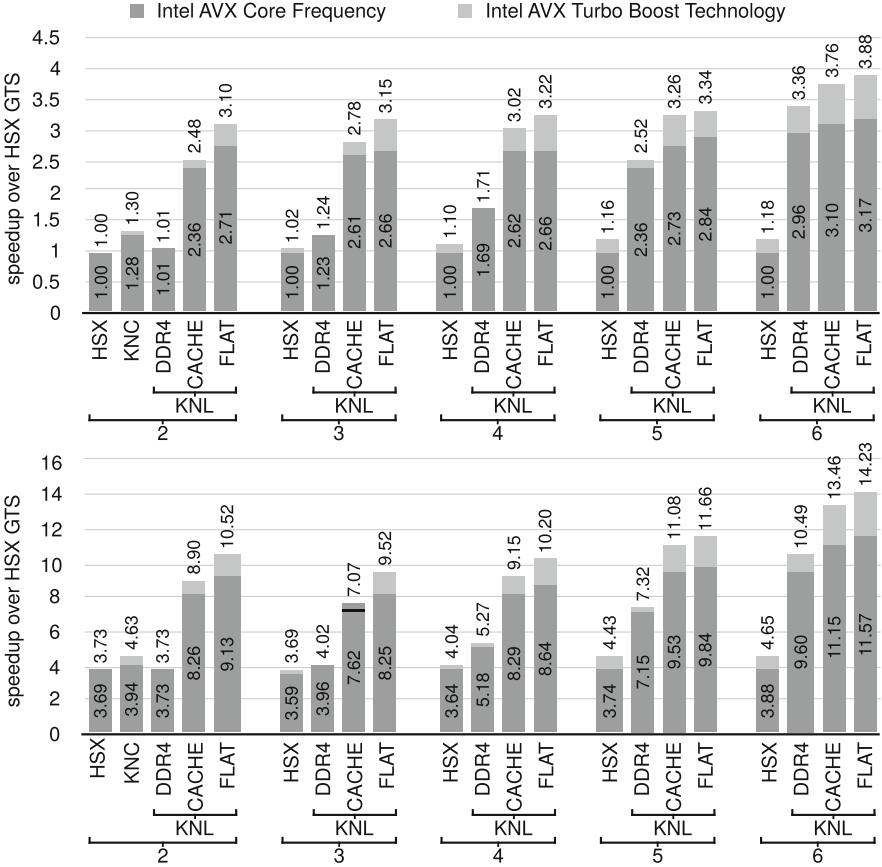 Intel AVX Core Frequency Intel AVX Turbo Boost Technology
speedup over HSX GTS
4.5
4
3.5
3
2.5
2
1.5
1
0.5
0
1.00 1.30 1.01 2.48 3.10 1.02 1.24 2.78 3.15 1.10 1.71 3.02 3.22 1.16 2.52 3.26 3.34 1.18 3.36 3.76 3.88
1.00 1.28 1.01 2.36 2.71 1.00 1.23 2.61 2.66 1.00 1.69 2.62 2.66 1.00 2.36 2.73 2.84 1.00 2.96 3.10 3.17
HSX KNC DDR4 CACHE FLAT HSX DDR4 CACHE FLAT HSX DDR4 CACHE FLAT HSX DDR4 CACHE FLAT HSX DDR4 CACHE FLAT
KNL KNL KNL KNL KNL
2 3 4 5 6
speedup over HSX GTS
16
14
12
10
8
6
4
2
0
3.73 4.63 3.73 8.90 10.52 3.69 4.02 7.07 9.52 4.04 5.27 9.15 10.20 4.43 7.32 11.08 11.66 4.65 10.49 13.46 14.23
3.69 3.94 3.73 8.26 9.13 3.59 3.96 7.62 8.25 3.64 5.18 8.29 8.64 3.74 7.15 9.53 9.84 3.88 9.60 11.15 11.57
HSX KNC DDR4 CACHE FLAT HSX DDR4 CACHE FLAT HSX DDR4 CACHE FLAT HSX DDR4 CACHE FLAT HSX DDR4 CACHE FLAT
KNL KNL KNL KNL KNL
2 3 4 5 6